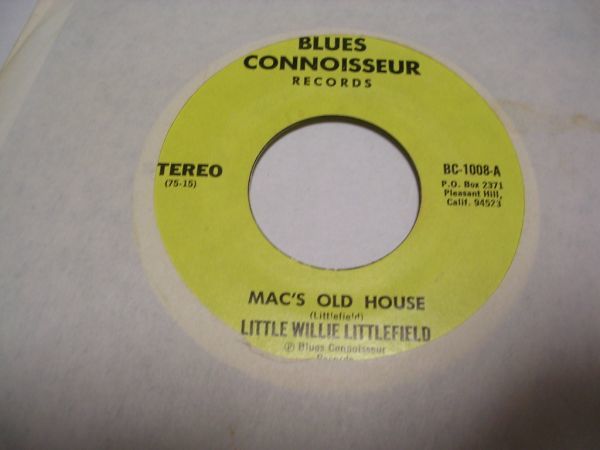 BLUES
CONNOISSEUR
RECORDS
TEREO
(75-15)
BC-1008-A
P.O. Box 2371
Pleasant Hill,
Calif. 94523
MAC'S OLD HOUSE
(Littlefield)
LITTLE WILLIE LITTLEFIELD
℗ Blues Connoisseur
Records